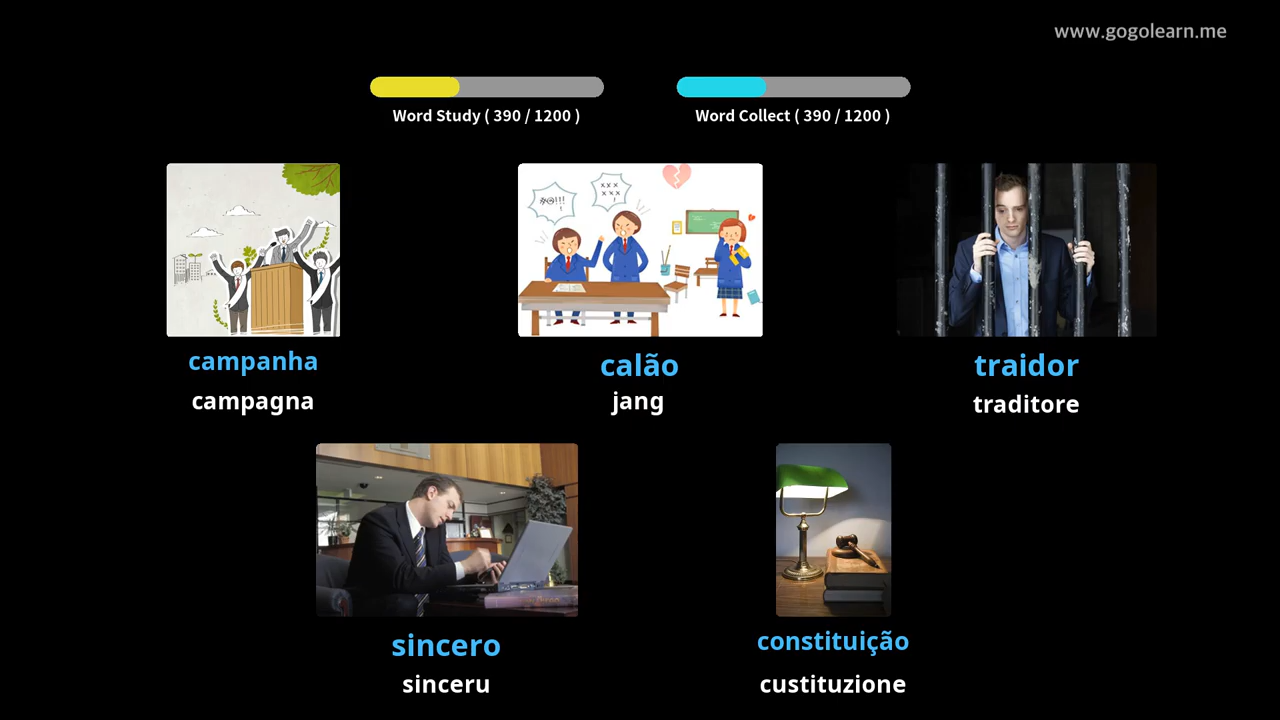 www.gogolearn.me
Word Study ( 390 / 1200 )
Word Collect ( 390 / 1200 )
campanha
campagna
calão
jang
traidor
traditore
sincero
sinceru
constituição
custituzione